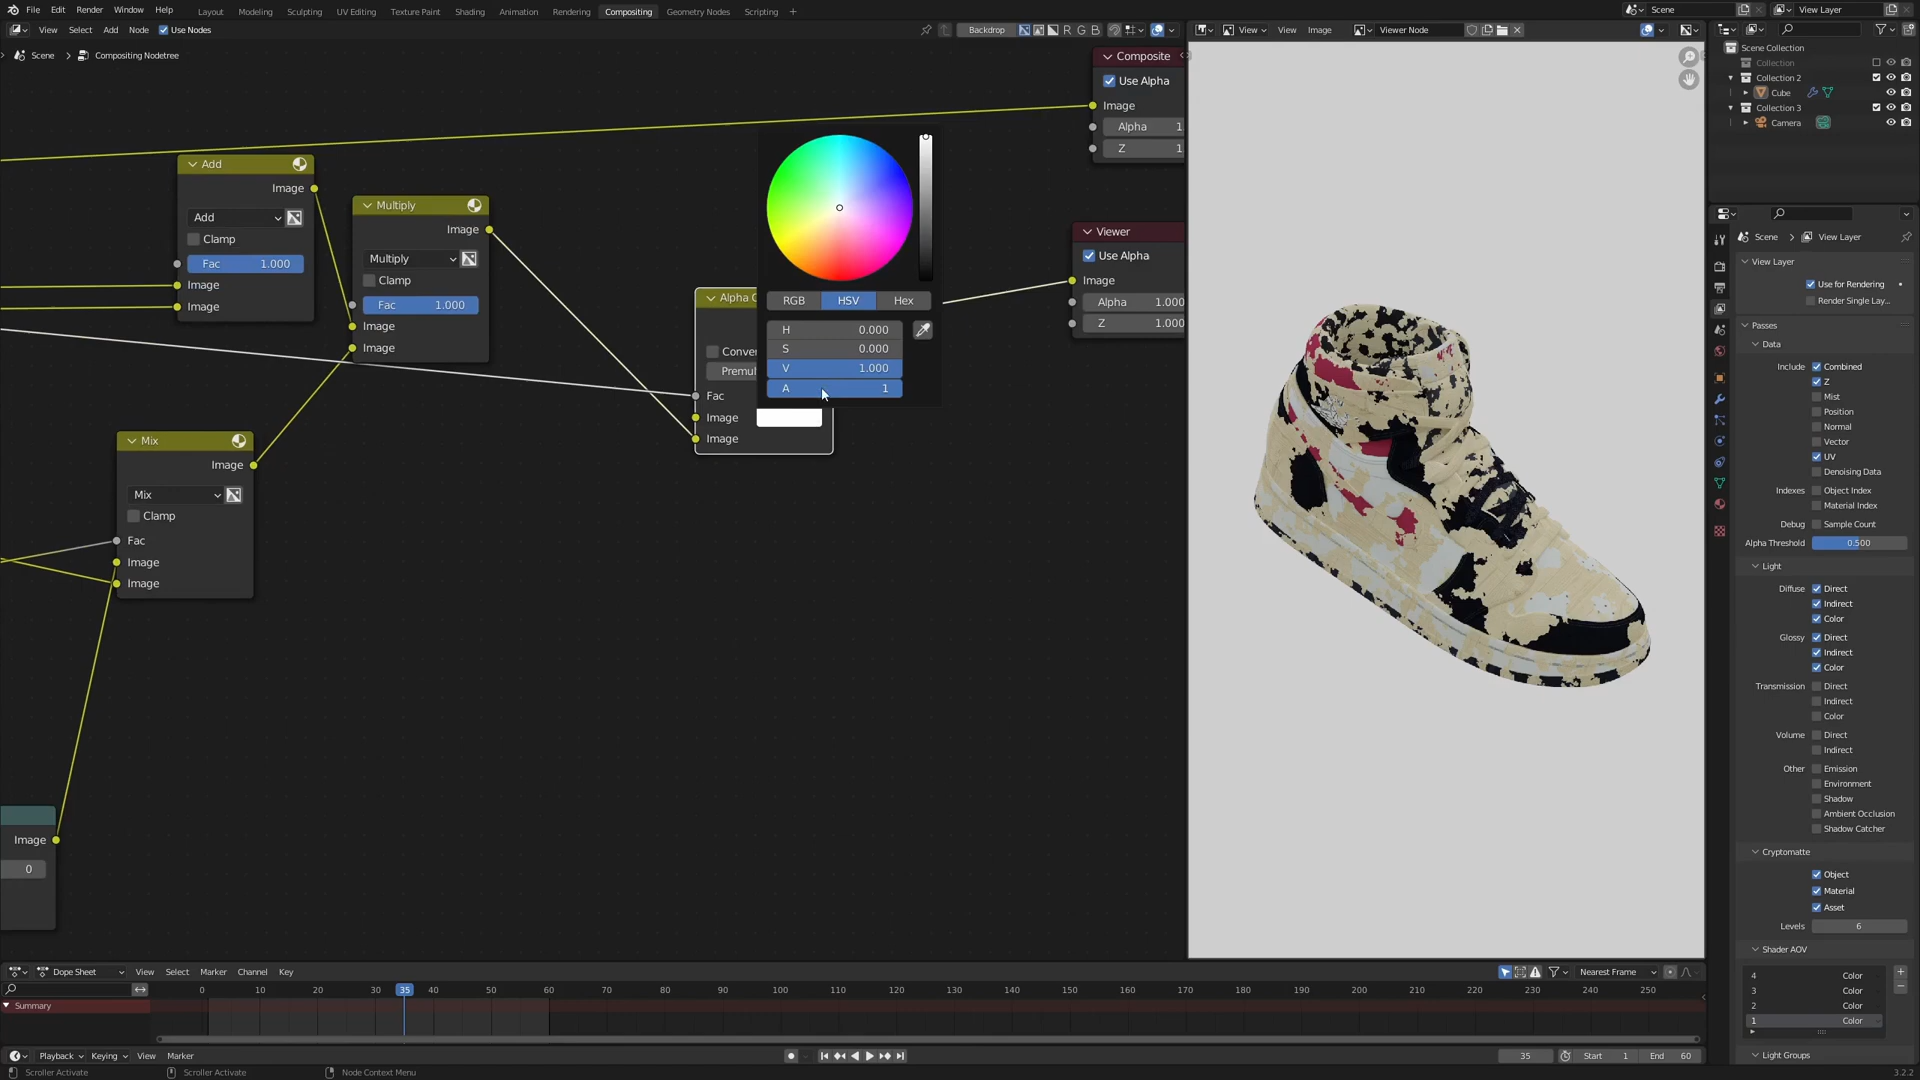 File Edit Render Window Help Layout Modeling Sculpting UV Editing Texture Paint Shading Animation Rendering Compositing Geometry Nodes Scripting + Scene View Layer
View Select Add Node Use Nodes Backdrop R G B View View Image Viewer Node
Scene > Compositing Nodetree
Scene Collection
Collection
Collection 2
Cube
Collection 3
Camera
Composite
Use Alpha
Image
Alpha 1
Z 1
Add
Image
Add
Clamp
Fac 1.000
Image
Image
Multiply
Image
Multiply
Clamp
Fac 1.000
Image
Image
RGB HSV Hex
H 0.000
S 0.000
V 1.000
A 1
Alpha O
Conve
Premul
Fac
Image
Image
Viewer
Use Alpha
Image
Alpha 1.000
Z 1.000
Mix
Image
Mix
Clamp
Fac
Image
Image
Image
0
Scene > View Layer
View Layer
Use for Rendering
Render Single Lay...
Passes
Data
Include Combined
Z
Mist
Position
Normal
Vector
UV
Denoising Data
Indexes Object Index
Material Index
Debug Sample Count
Alpha Threshold 0.500
Light
Diffuse Direct
Indirect
Color
Glossy Direct
Indirect
Color
Transmission Direct
Indirect
Color
Volume Direct
Indirect
Other Emission
Environment
Shadow
Ambient Occlusion
Shadow Catcher
Cryptomatte
Object
Material
Asset
Levels 6
Shader AOV
4 Color
3 Color
2 Color
1 Color
Light Groups
Dope Sheet View Select Marker Channel Key Nearest Frame
0 10 20 30 35 40 50 60 70 80 90 100 110 120 130 140 150 160 170 180 190 200 210 220 230 240 250
Summary
Playback Keying View Marker 35 Start 1 End 60
Scroller Activate Scroller Activate Node Context Menu 3.2.2